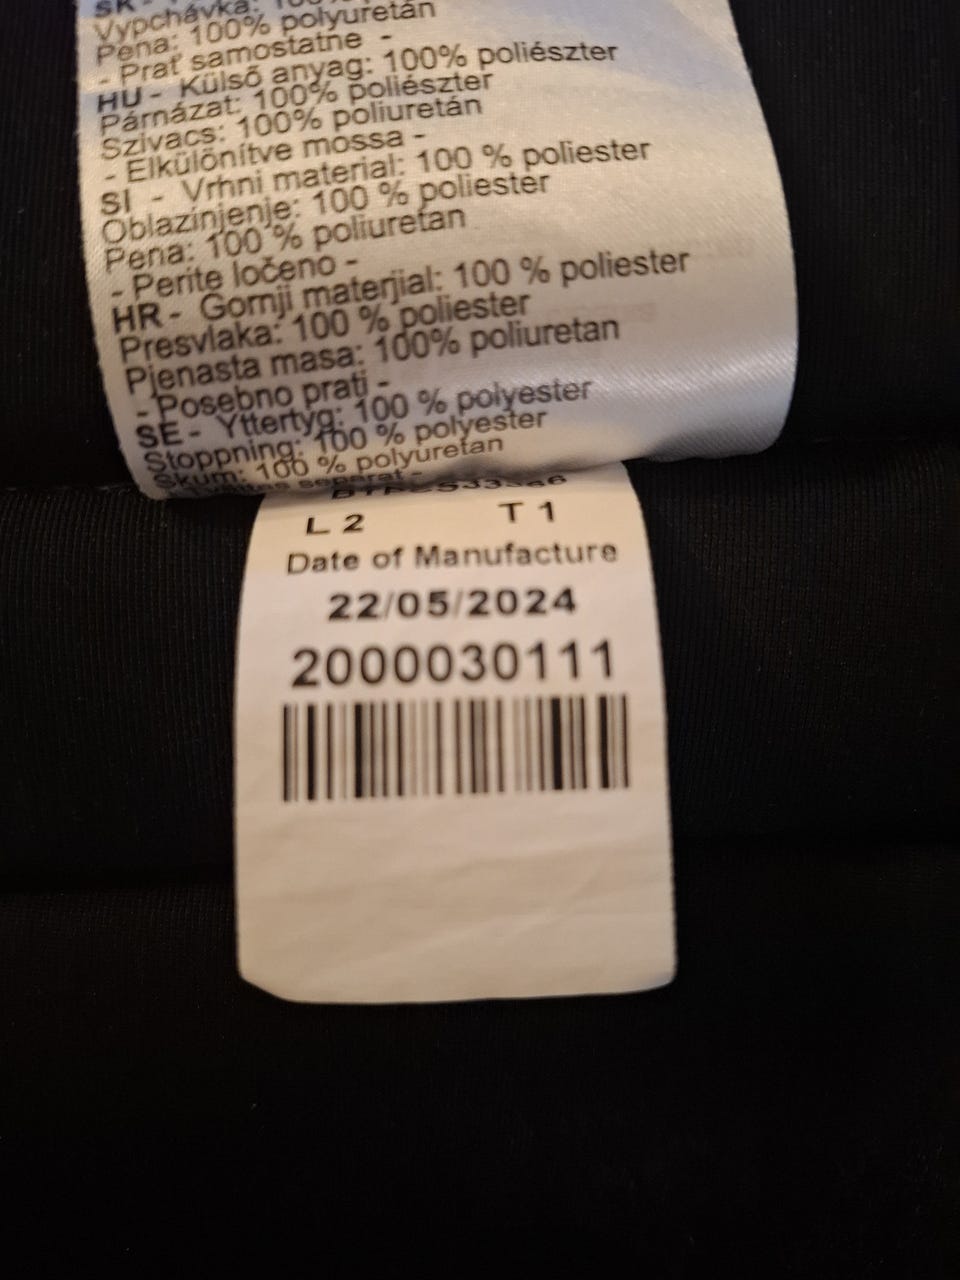 SK -
Vypchávka: 100%
Pena: 100% polyuretán
- Prať samostatne -
HU - Külső anyag: 100% poliészter
Párnázat: 100% poliészter
Szivacs: 100% poliuretán
- Elkülönítve mossa -
SI - Vrhni material: 100 % poliester
Oblazinjenje: 100 % poliester
Pena: 100 % poliuretan
- Perite ločeno -
HR - Gornji materjial: 100 % poliester
Presvlaka: 100 % poliester
Pjenasta masa: 100% poliuretan
- Posebno prati -
SE - Yttertyg: 100 % polyester
Stoppning: 100 % polyester
Skum: 100 % polyuretan
separat -
L 2 T 1
Date of Manufacture
22/05/2024
2000030111